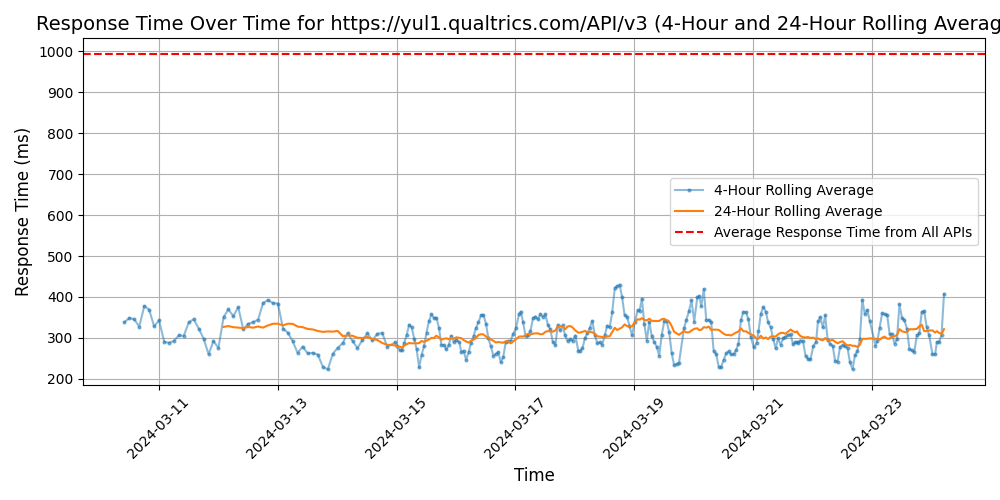 Response Time Over Time for https://yul1.qualtrics.com/API/v3 (4-Hour and 24-Hour Rolling Averag
1000
900
800
700
600
500
400
300
200
Response Time (ms)
4-Hour Rolling Average
24-Hour Rolling Average
Average Response Time from All APIs
2024-03-11
2024-03-13
2024-03-15
2024-03-17
2024-03-19
2024-03-21
2024-03-23
Time